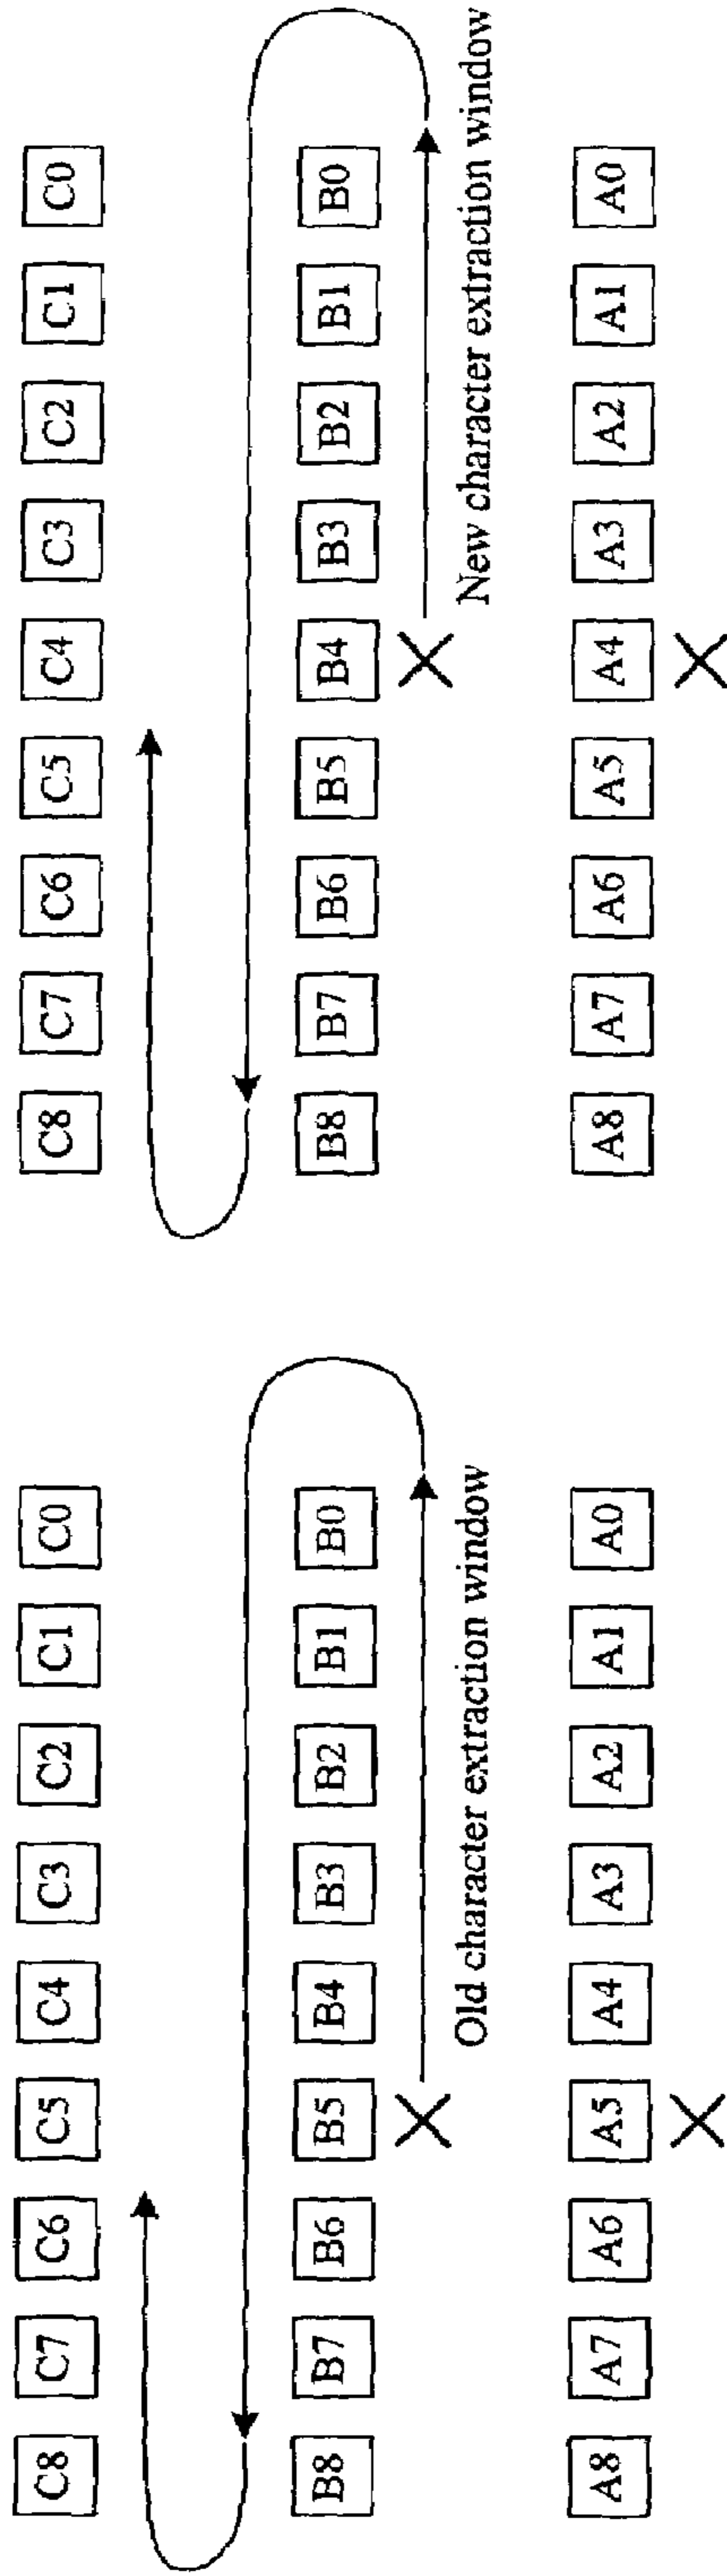 C8 C7 C6 C5 C4 C3 C2 C1 C0
B8 B7 B6 B5 B4 B3 B2 B1 B0
Old character extraction window
A8 A7 A6 A5 A4 A3 A2 A1 A0
C8 C7 C6 C5 C4 C3 C2 C1 C0
B8 B7 B6 B5 B4 B3 B2 B1 B0
New character extraction window
A8 A7 A6 A5 A4 A3 A2 A1 A0